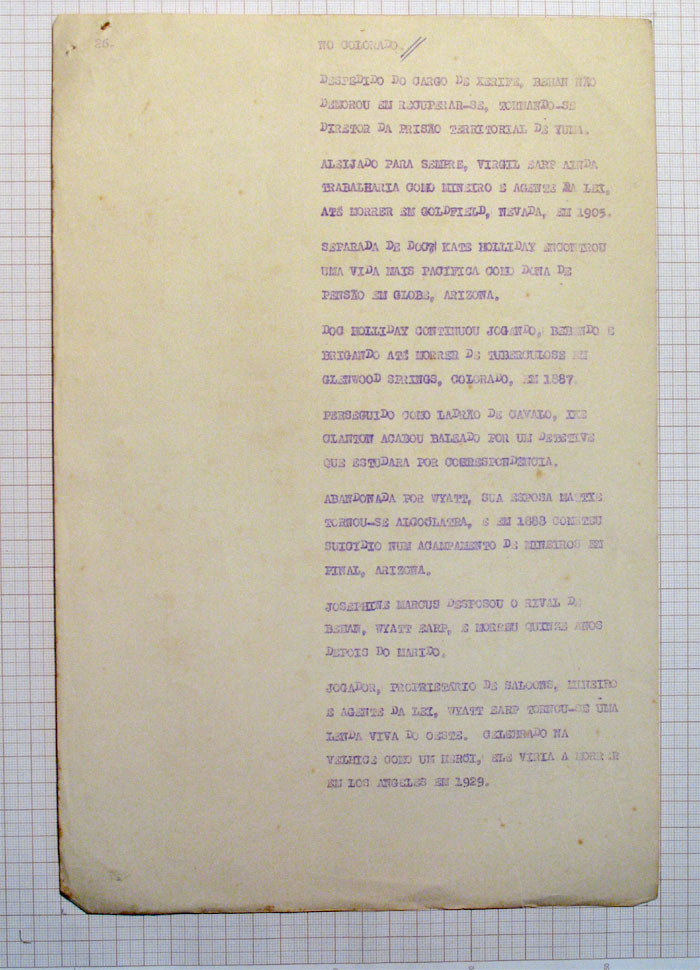 26.
NO COLORADO.//
DESPEDIDO DO CARGO DE XERIFE, BEHAN NÃO
DEMOROU EM RECUPERAR-SE, TORNANDO-SE
DIRETOR DA PRISÃO TERRITORIAL DE YUMA.
ALEIJADO PARA SEMPRE, VIRGIL EARP AINDA
TRABALHARIA COMO MINEIRO E AGENTE DA LEI,
ATÉ MORRER EM GOLDFIELD, NEVADA, EM 1905.
SEPARADA DE DOC, KATE HOLLIDAY ENCONTROU
UMA VIDA MAIS PACÍFICA COMO DONA DE
PENSÃO EM GLOBE, ARIZONA.
DOC HOLLIDAY CONTINUOU JOGANDO, BEBENDO E
BRIGANDO ATÉ MORRER DE TUBERCULOSE EM
GLENWOOD SPRINGS, COLORADO, EM 1887.
PERSEGUIDO COMO LADRÃO DE CAVALO, IKE
CLANTON ACABOU BALEADO POR UM DETETIVE
QUE ESTUDARA POR CORRESPONDÊNCIA.
ABANDONADA POR WYATT, SUA ESPOSA MATTIE
TORNOU-SE ALCOÓLATRA, E EM 1888 COMETEU
SUICÍDIO NUM ACAMPAMENTO DE MINEIROS EM
PINAL, ARIZONA.
JOSEPHINE MARCUS DESPOSOU O RIVAL DE
BEHAN, WYATT EARP, E MORREU QUINZE ANOS
DEPOIS DO MARIDO.
JOGADOR, PROPRIETÁRIO DE SALOONS, MINEIRO
E AGENTE DA LEI, WYATT EARP TORNOU-SE UMA
LENDA VIVA DO OESTE. CELEBRADO NA
VELHICE COMO UM HERÓI, ELE VIRIA A MORRER
EM LOS ANGELES EM 1929.